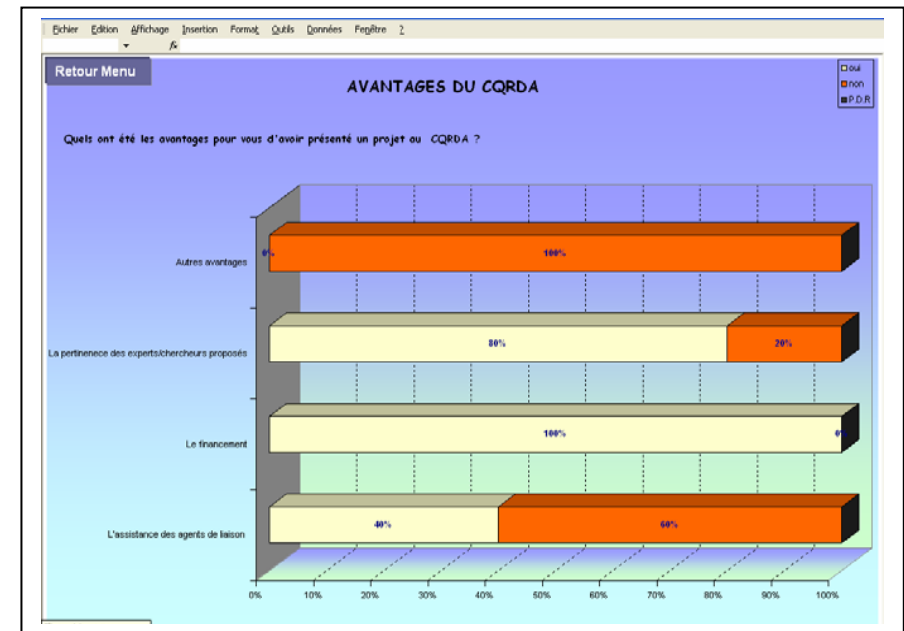 Fichier Edition Affichage Insertion Format Outils Données Fenêtre ?
fx
Retour Menu
AVANTAGES DU CQRDA
oui
non
P.D.R
Quels ont été les avantages pour vous d'avoir présenté un projet au CQRDA ?
Autres avantages
0% 100%
La pertinenece des experts/chercheurs proposés
80% 20%
Le financement
100% 0%
L'assistance des agents de liaison
40% 60%
0% 10% 20% 30% 40% 50% 60% 70% 80% 90% 100%